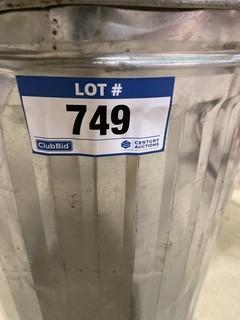 LOT #
749
ClubBid
CENTURY
AUCTIONS